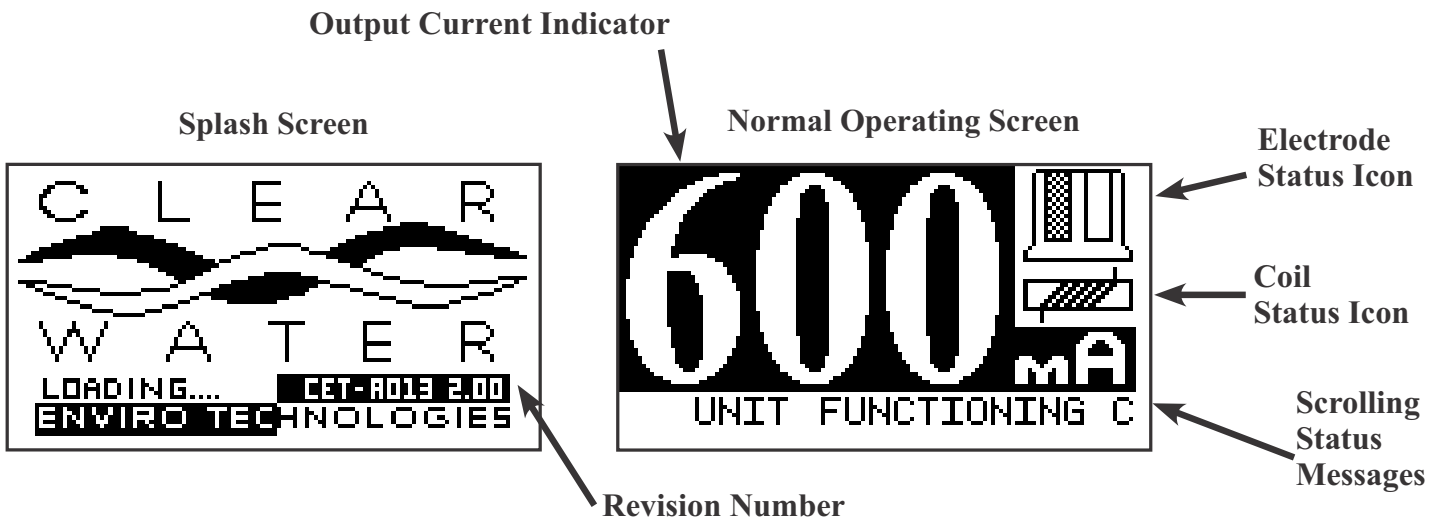 Output Current Indicator
Splash Screen
Normal Operating Screen
C L E A R
W A T E R
LOADING....
CET-A013 2.00
ENVIRO TECHNOLOGIES
600
mA
UNIT FUNCTIONING C
Electrode
Status Icon
Coil
Status Icon
Scrolling
Status
Messages
Revision Number